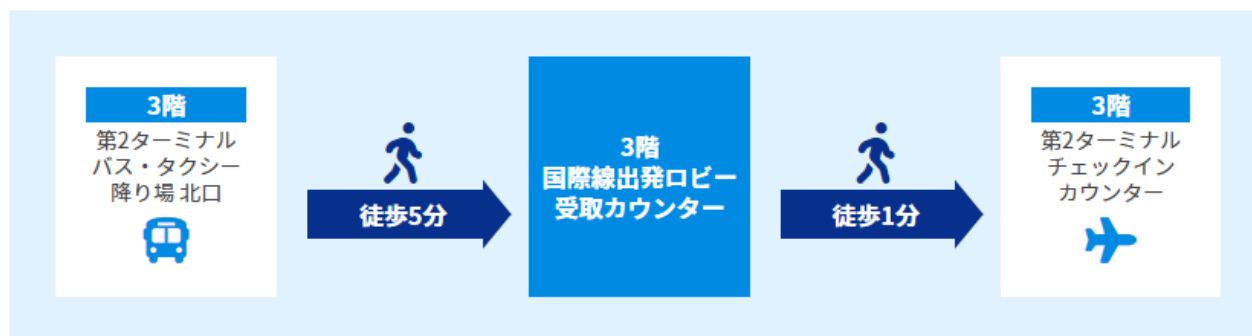 3階
第2ターミナル
バス・タクシー
降り場 北口
徒歩5分
3階
国際線出発ロビー
受取カウンター
徒歩1分
3階
第2ターミナル
チェックイン
カウンター